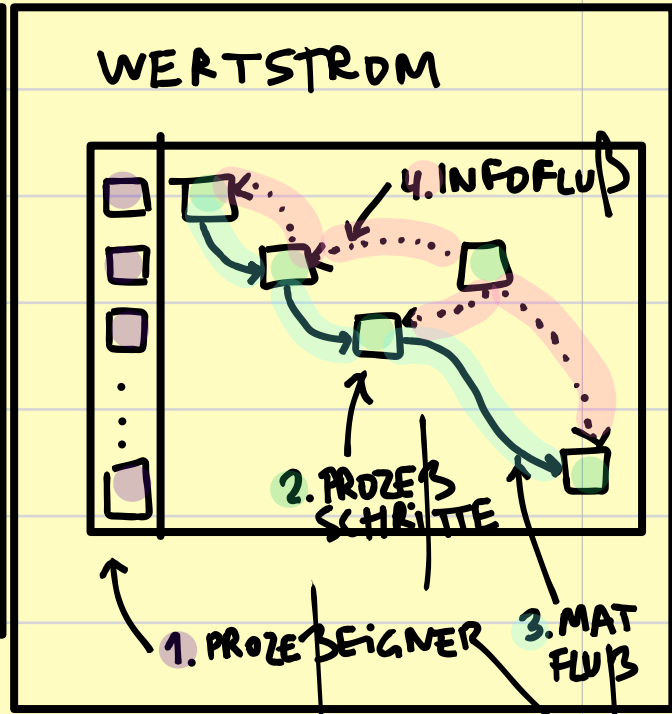 WERTSTROM
4. INFOFLUß
2. PROZEß
SCHRITTE
1. PROZEßEiGNER
3. MAT
FLUß